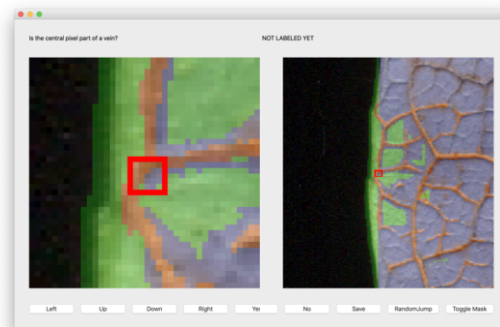 Is the central pixel part of a vein?
NOT LABELED YET
Left
Up
Down
Right
Yes
No
Save
RandomJump
Toggle Mask